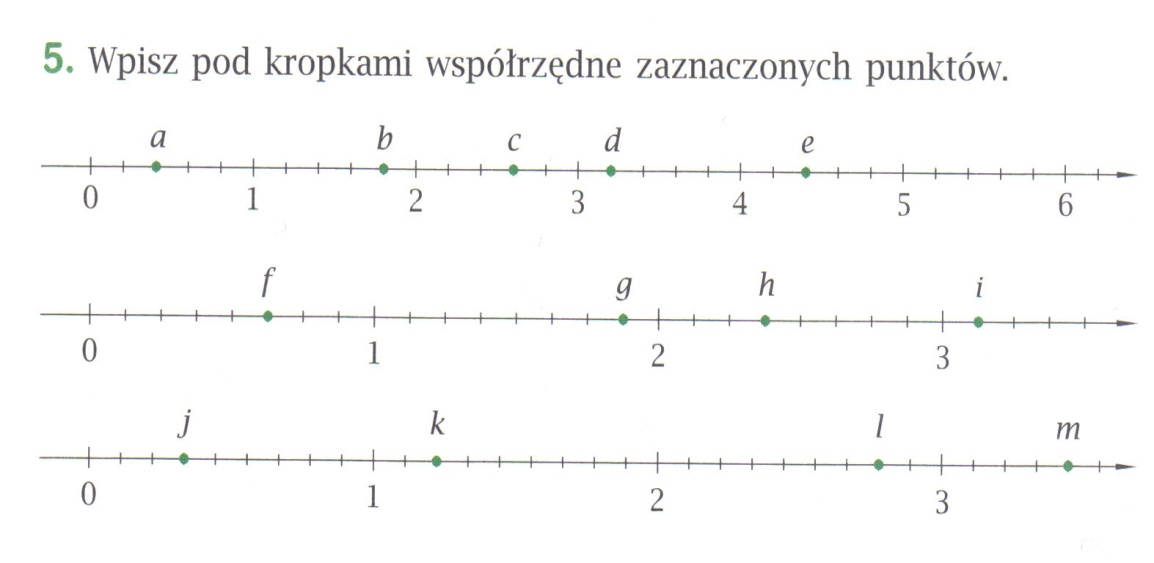 5. Wpisz pod kropkami współrzędne zaznaczonych punktów.
a b c d e
0 1 2 3 4 5 6
f g h i
0 1 2 3
j k l m
0 1 2 3